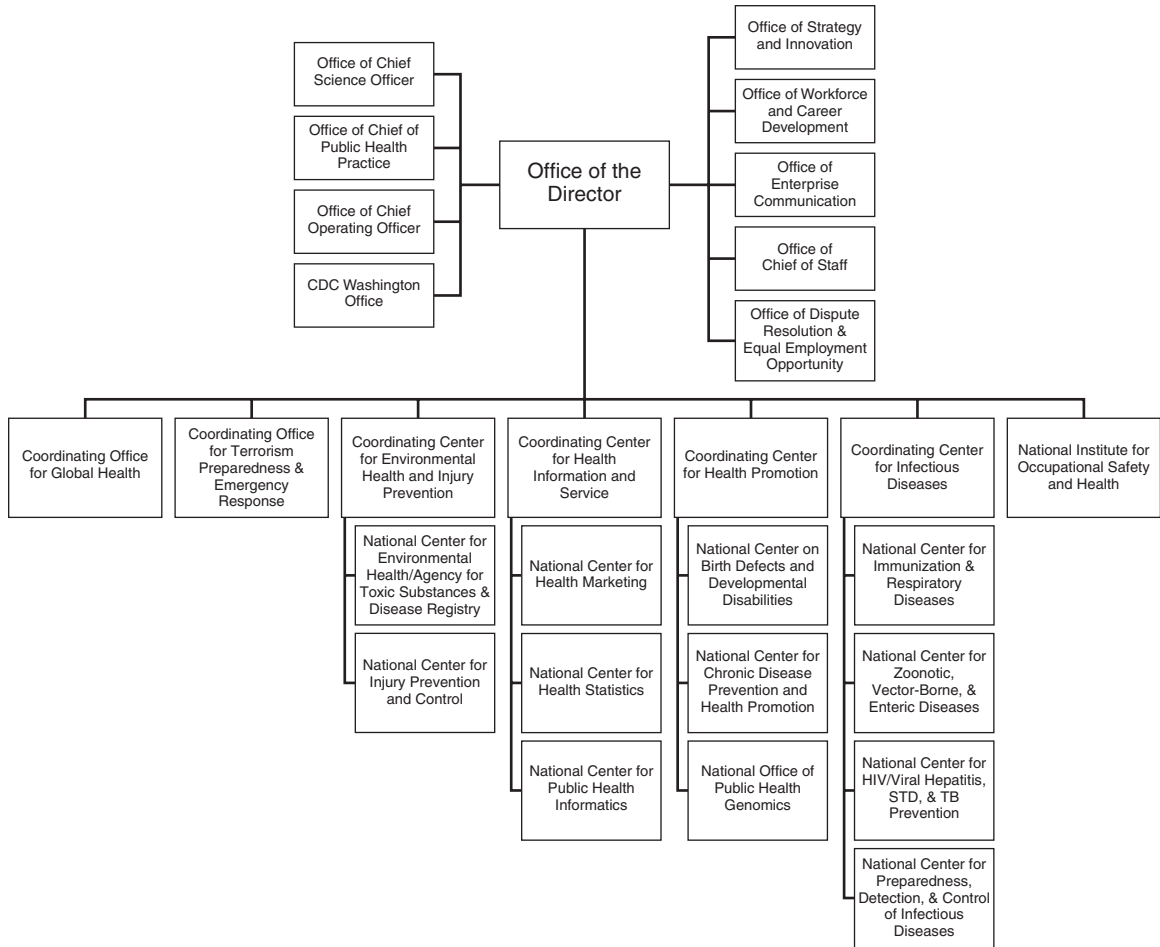 Office of Chief
Science Officer
Office of Chief of
Public Health
Practice
Office of Chief
Operating Officer
CDC Washington
Office
Office of the
Director
Office of Strategy
and Innovation
Office of Workforce
and Career
Development
Office of
Enterprise
Communication
Office of
Chief of Staff
Office of Dispute
Resolution &
Equal Employment
Opportunity
Coordinating Office
for Global Health
Coordinating Office
for Terrorism
Preparedness &
Emergency
Response
Coordinating Center
for Environmental
Health and Injury
Prevention
Coordinating Center
for Health
Information and
Service
Coordinating Center
for Health Promotion
Coordinating Center
for Infectious
Diseases
National Institute for
Occupational Safety
and Health
National Center for
Environmental
Health/Agency for
Toxic Substances &
Disease Registry
National Center for
Injury Prevention
and Control
National Center for
Health Marketing
National Center for
Health Statistics
National Center for
Public Health
Informatics
National Center on
Birth Defects and
Developmental
Disabilities
National Center for
Chronic Disease
Prevention and
Health Promotion
National Office of
Public Health
Genomics
National Center for
Immunization &
Respiratory
Diseases
National Center for
Zoonotic,
Vector-Borne, &
Enteric Diseases
National Center for
HIV/Viral Hepatitis,
STD, & TB
Prevention
National Center for
Preparedness,
Detection, & Control
of Infectious
Diseases